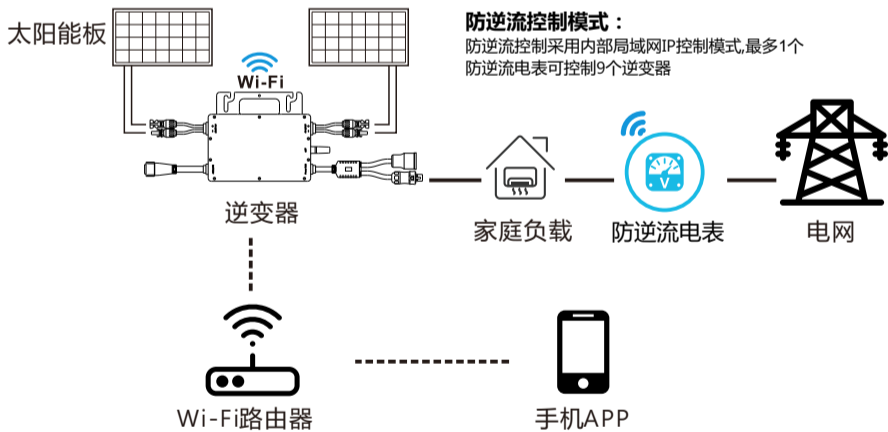 太阳能板
Wi-Fi
防逆流控制模式：
防逆流控制采用内部局域网IP控制模式,最多1个
防逆流电表可控制9个逆变器
V
逆变器
家庭负载
防逆流电表
电网
Wi-Fi路由器
手机APP